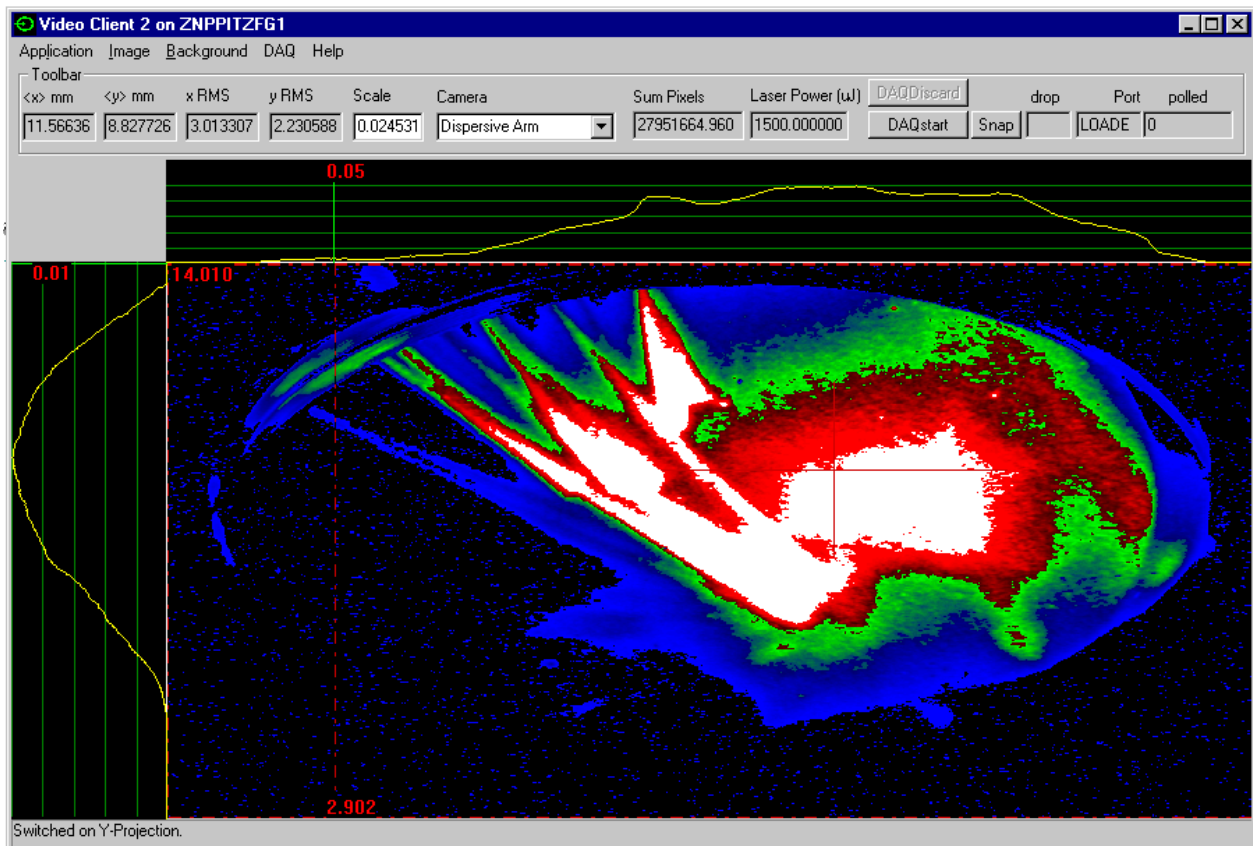 Video Client 2 on ZNPPITZFG1
Application Image Background DAQ Help
Toolbar
<x> mm <y> mm x RMS y RMS Scale Camera Sum Pixels Laser Power (uJ) DAQDiscard drop Port polled
11.56636 8.827726 3.013307 2.230588 0.024531 Dispersive Arm 27951664.960 1500.000000 DAQstart Snap LOADE 0
0.05
0.01 14.010
2.902
Switched on Y-Projection.